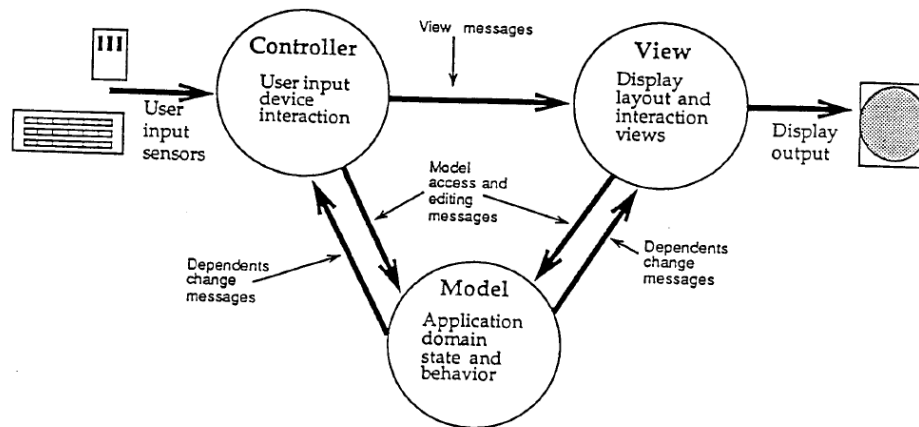 View messages
Controller
User input
device
interaction
View
Display
layout and
interaction
views
User
input
sensors
Display
output
Model
access and
editing
messages
Dependents
change
messages
Dependents
change
messages
Model
Application
domain
state and
behavior